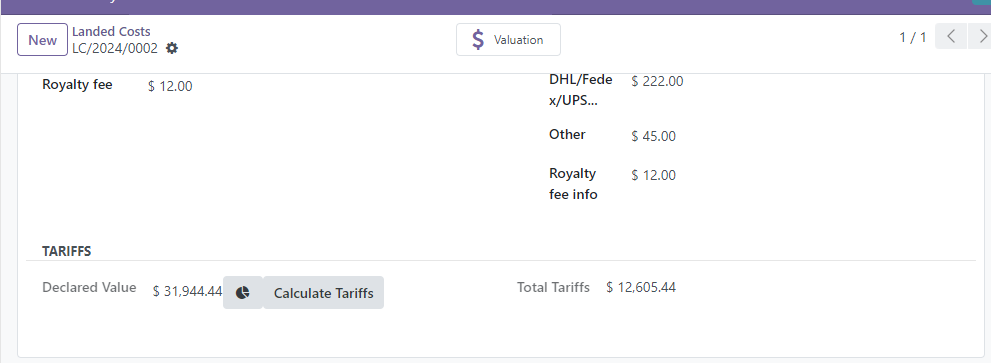 New
Landed Costs
LC/2024/0002
$ Valuation
1 / 1
Royalty fee $ 12.00
DHL/Fede
x/UPS... $ 222.00
Other $ 45.00
Royalty
fee info $ 12.00
TARIFFS
Declared Value $ 31,944.44 Calculate Tariffs Total Tariffs $ 12,605.44